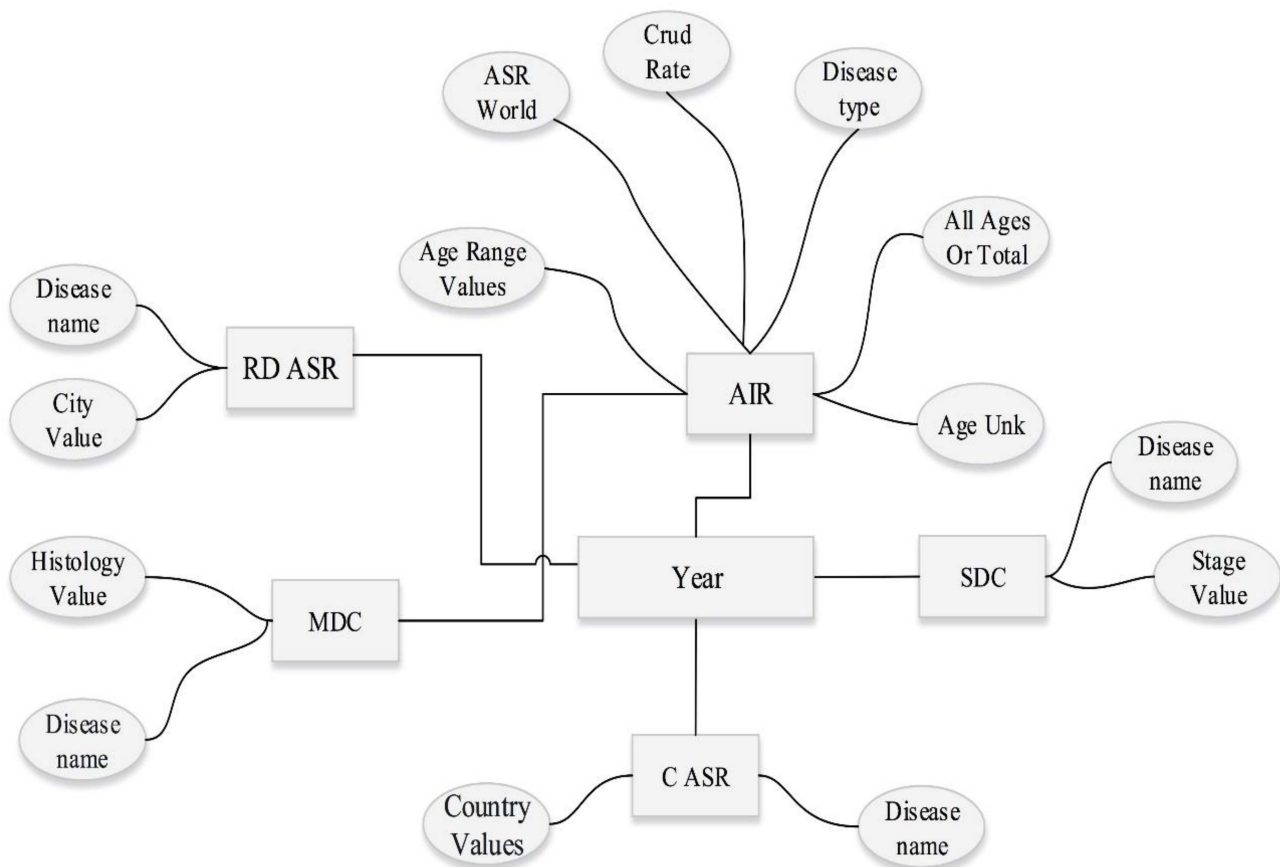 Crud
Rate
ASR
World
Disease
type
All Ages
Or Total
Age Range
Values
Disease
name
RD ASR
AIR
City
Value
Age Unk
Disease
name
Histology
Value
Year
SDC
Stage
Value
MDC
Disease
name
C ASR
Country
Values
Disease
name